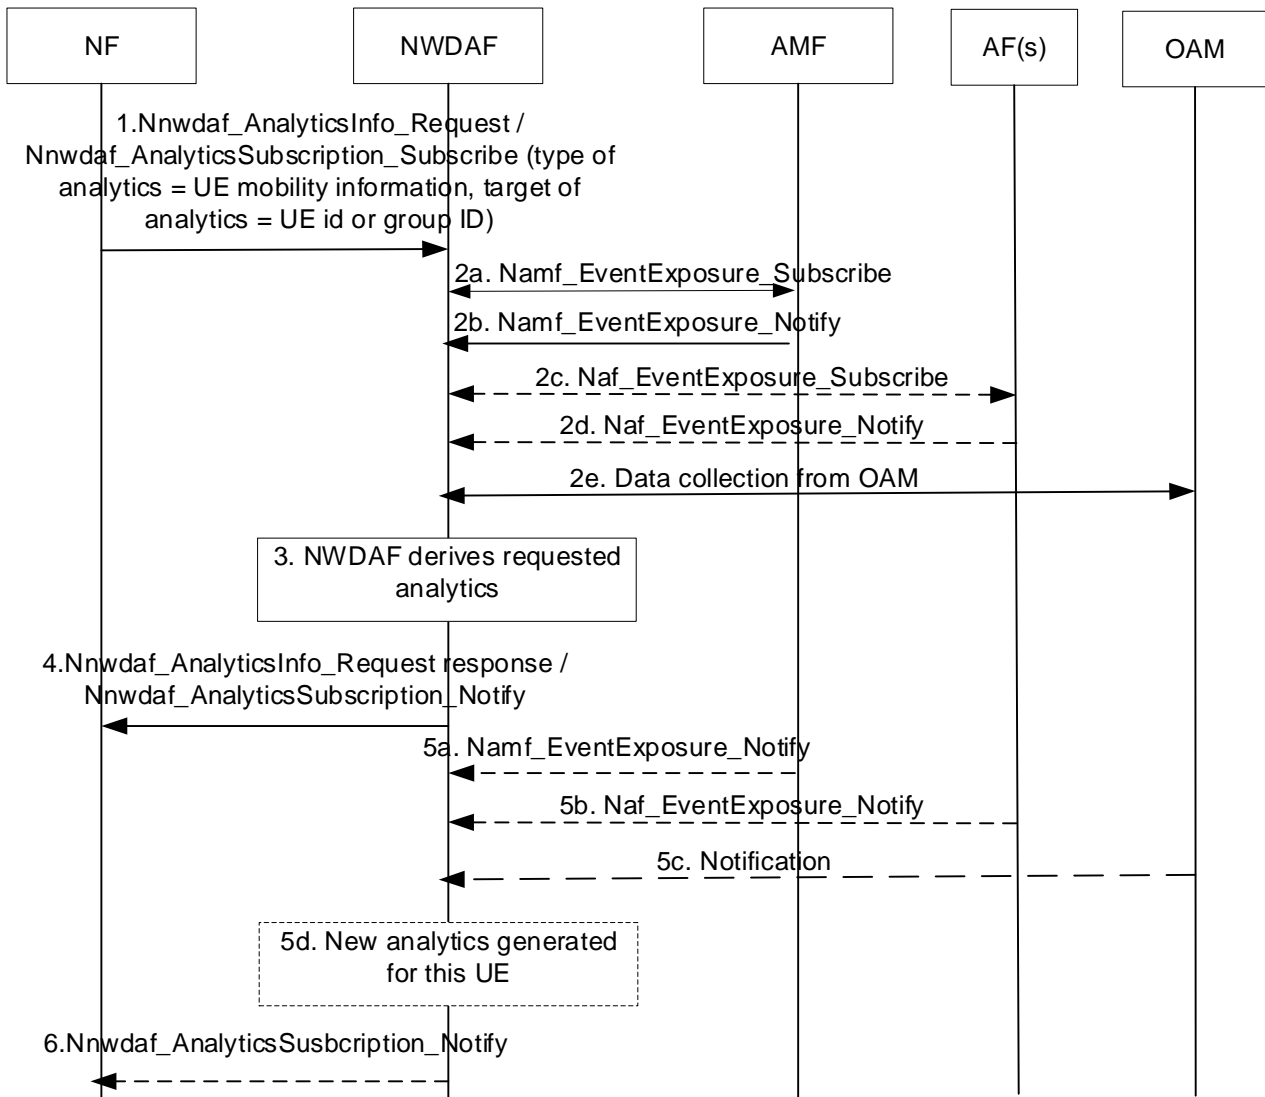 NF
NWDAF
AMF
AF(s)
OAM
1.Nnwdaf_AnalyticsInfo_Request /
Nnwdaf_AnalyticsSubscription_Subscribe (type of
analytics = UE mobility information, target of
analytics = UE id or group ID)
2a. Namf_EventExposure_Subscribe
2b. Namf_EventExposure_Notify
2c. Naf_EventExposure_Subscribe
2d. Naf_EventExposure_Notify
2e. Data collection from OAM
3. NWDAF derives requested
analytics
4.Nnwdaf_AnalyticsInfo_Request response /
Nnwdaf_AnalyticsSubscription_Notify
5a. Namf_EventExposure_Notify
5b. Naf_EventExposure_Notify
5c. Notification
5d. New analytics generated
for this UE
6.Nnwdaf_AnalyticsSusbcription_Notify